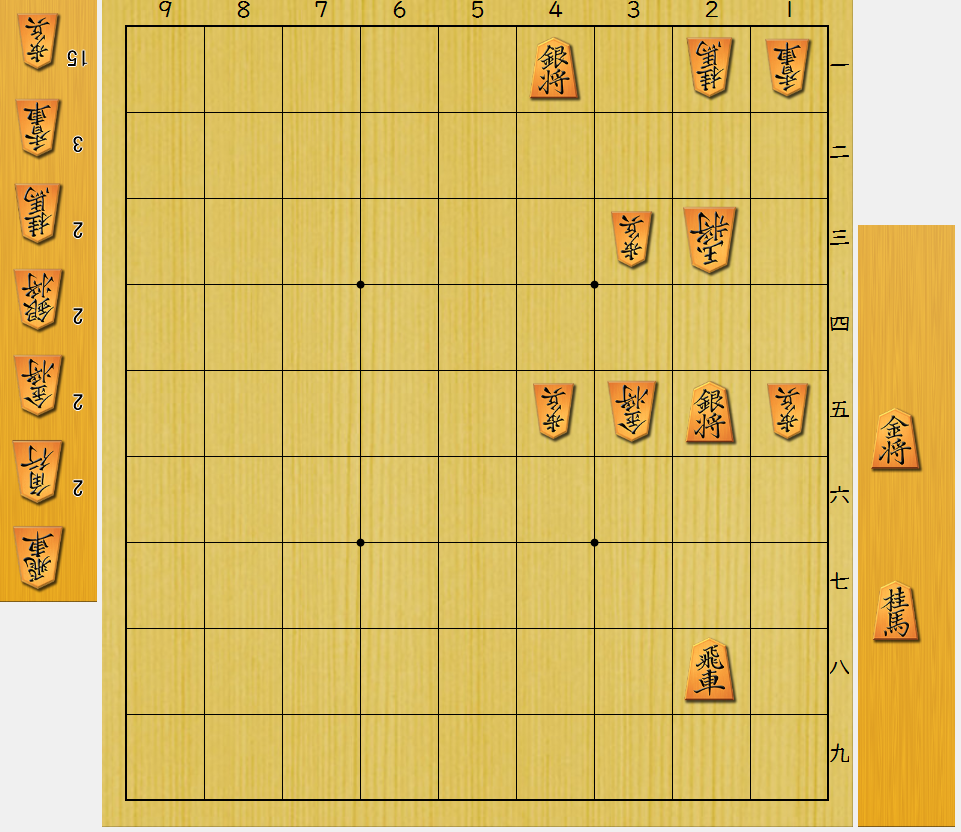 9 8 7 6 5 4 3 2 1
歩兵 15
香車 3
桂馬 2
銀将 2
金将 2
角行 2
飛車
銀将 桂馬 香車 一
二
歩兵 玉将 三
四
歩兵 金将 銀将 歩兵 五
六
七
飛車 八
九
金将
桂馬